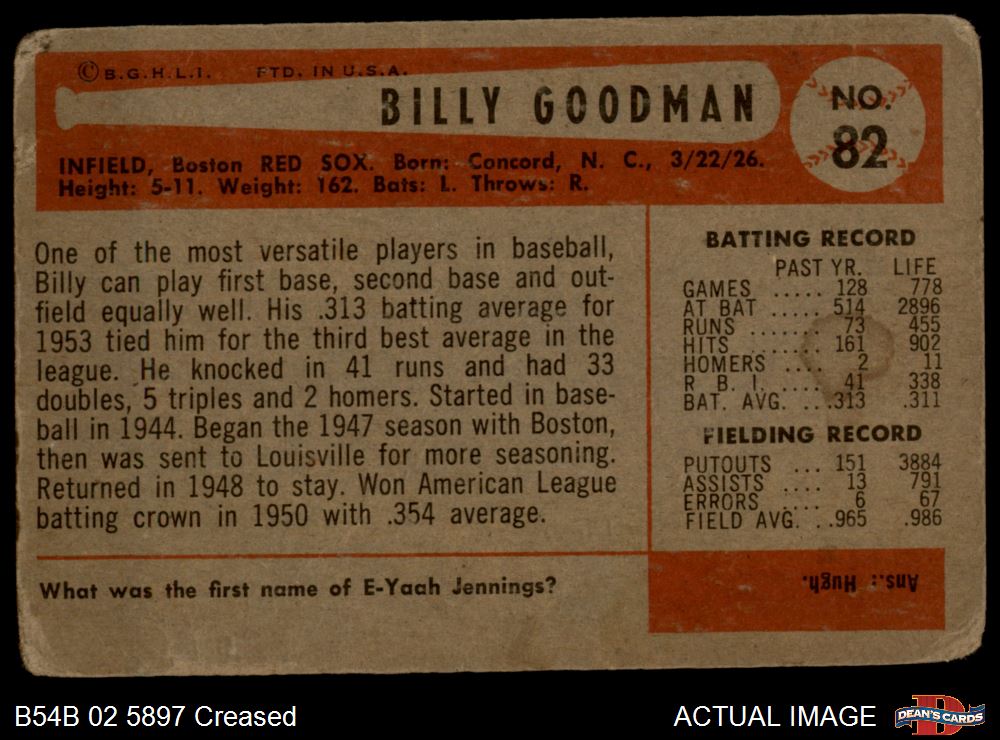 ©B.G.H.L.I. PTD. IN U.S.A.
BILLY GOODMAN
NO.
82
INFIELD, Boston RED SOX. Born: Concord, N. C., 3/22/26.
Height: 5-11. Weight: 162. Bats: L. Throws: R.
One of the most versatile players in baseball,
Billy can play first base, second base and out-
field equally well. His .313 batting average for
1953 tied him for the third best average in the
league. He knocked in 41 runs and had 33
doubles, 5 triples and 2 homers. Started in base-
ball in 1944. Began the 1947 season with Boston,
then was sent to Louisville for more seasoning.
Returned in 1948 to stay. Won American League
batting crown in 1950 with .354 average.
What was the first name of E-Yaah Jennings?
BATTING RECORD
PAST YR. LIFE
GAMES ..... 128 778
AT BAT ..... 514 2896
RUNS ....... 73 455
HITS ....... 161 902
HOMERS .... 2 11
R. B. I. .... 41 338
BAT. AVG. ...313 .311
FIELDING RECORD
PUTOUTS ... 151 3884
ASSISTS .... 13 791
ERRORS .... 6 67
FIELD AVG. ..965 .986
Ans.: Hugh.
B54B 02 5897 Creased
ACTUAL IMAGE
DEAN'S CARDS